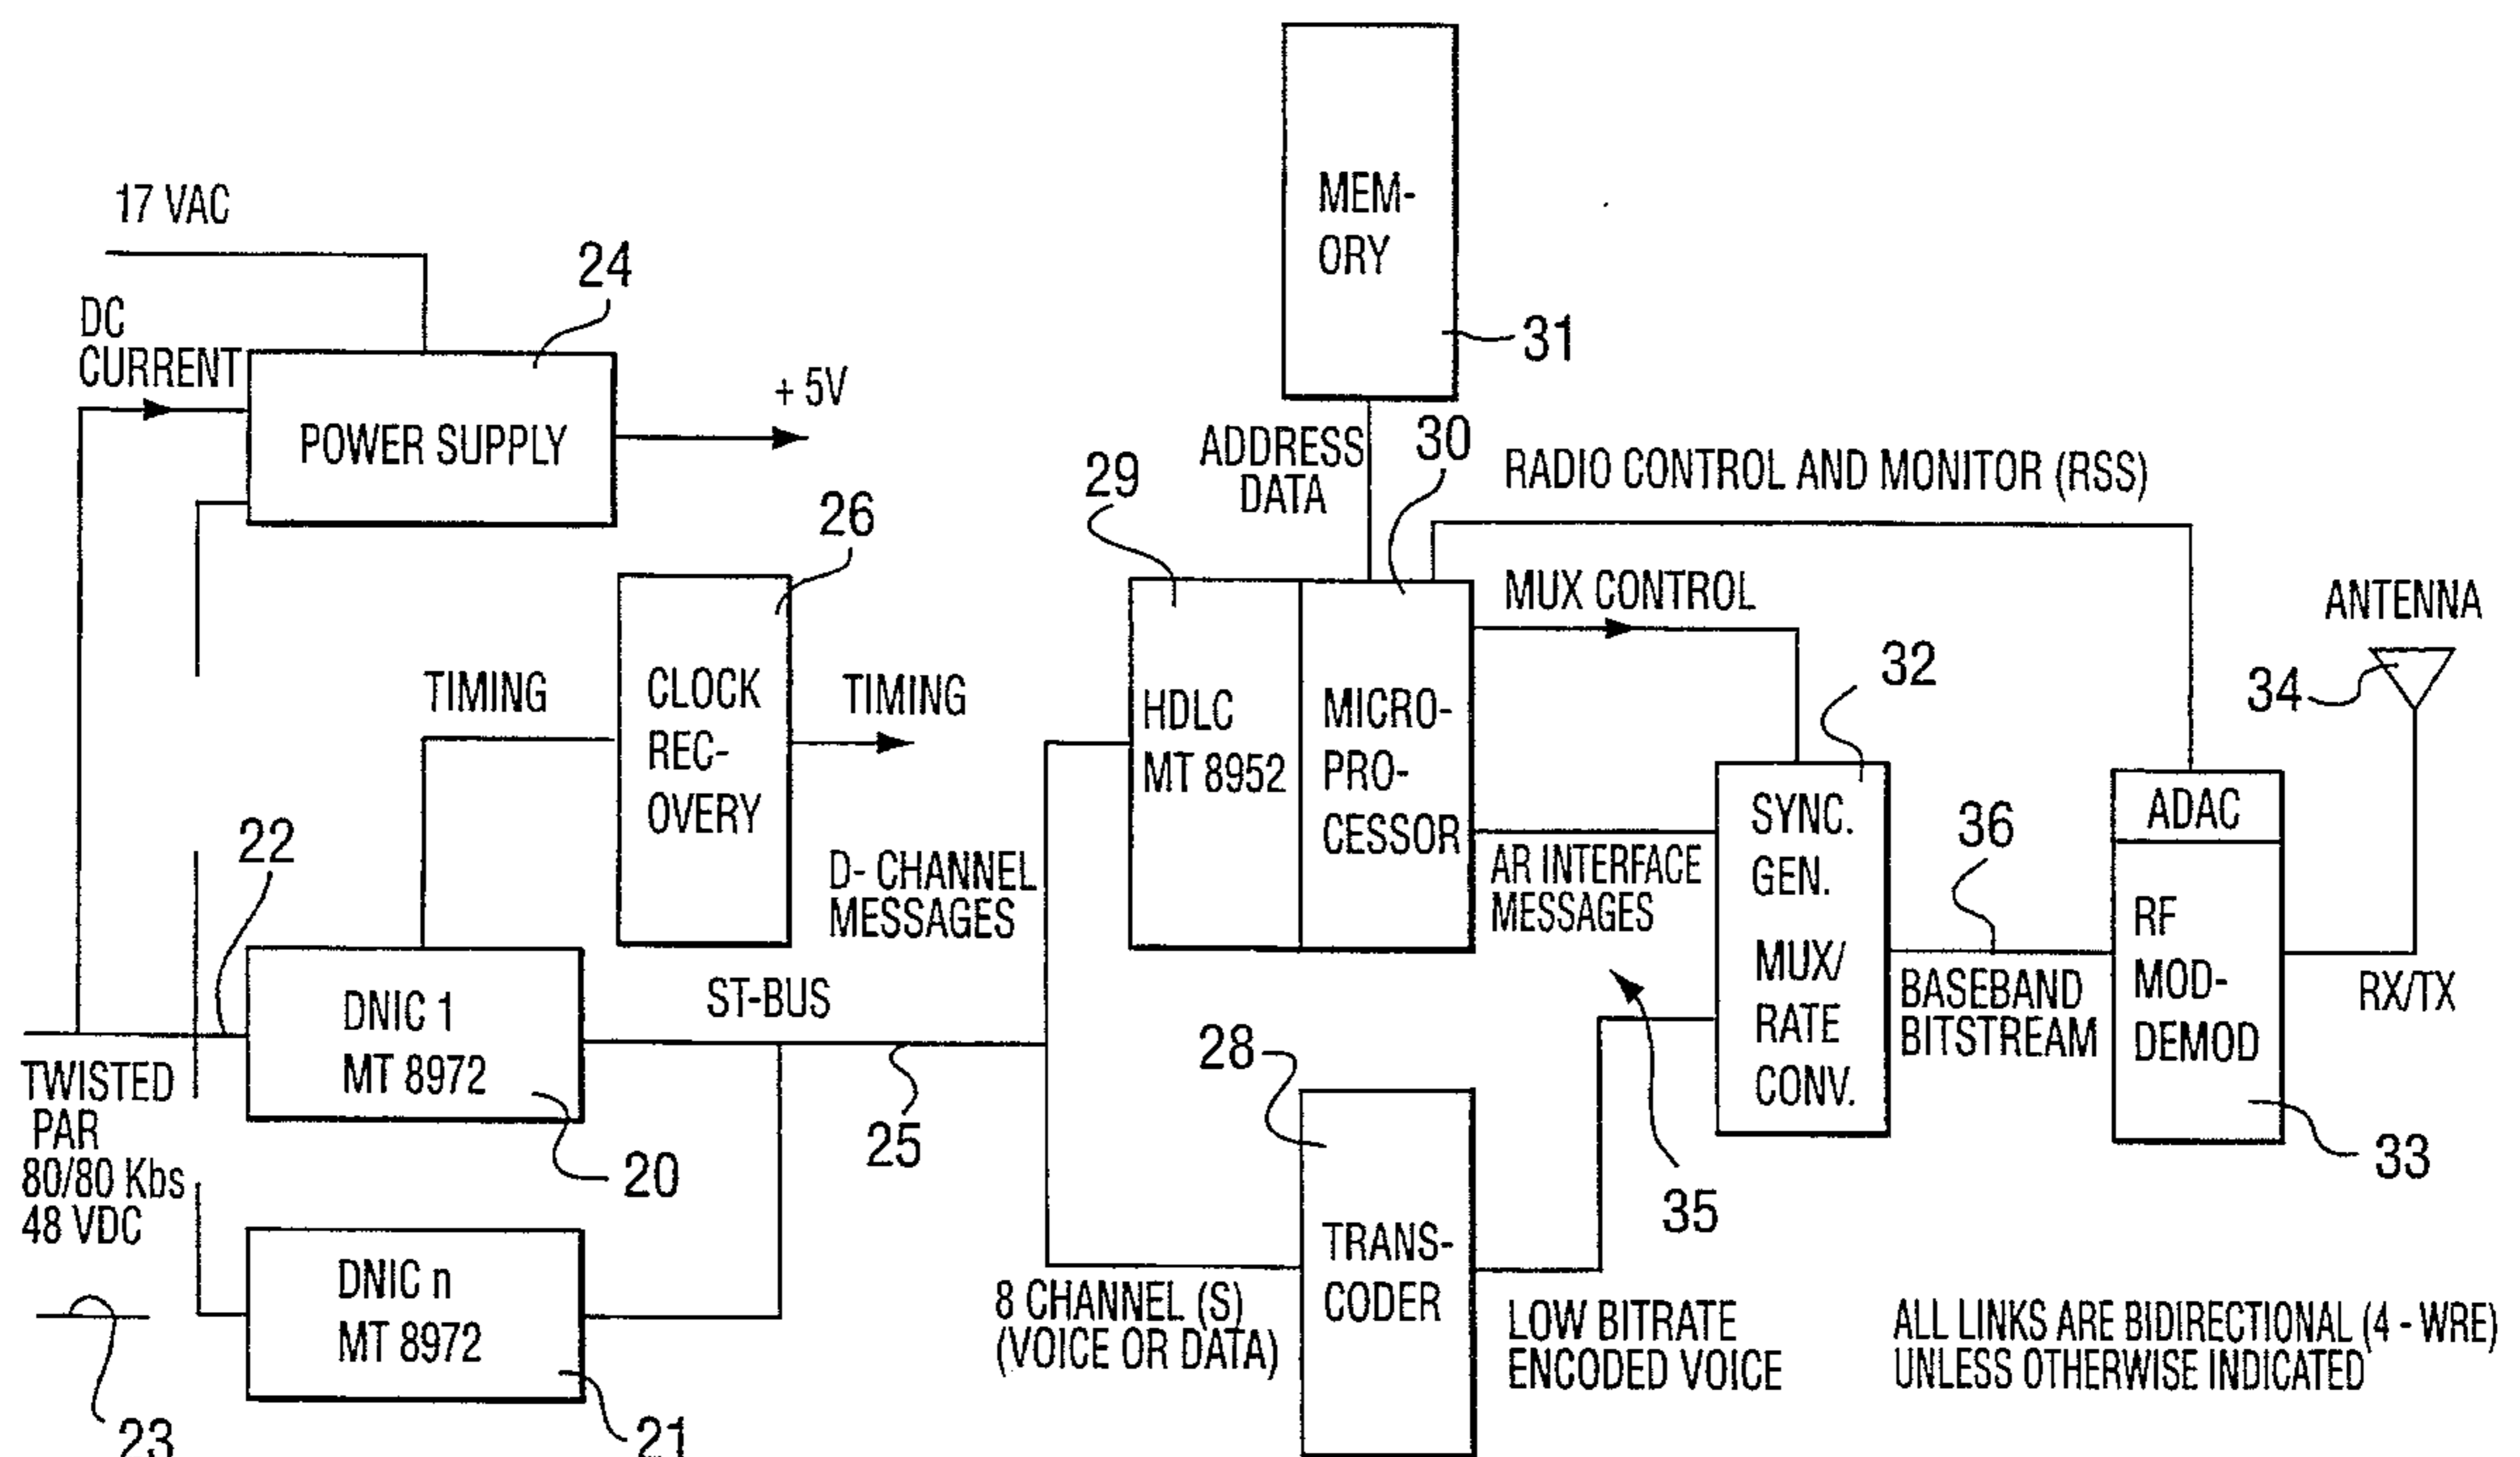 17 VAC
DC
CURRENT
24
POWER SUPPLY
+ 5V
26
TIMING
CLOCK
REC-
OVERY
TIMING
22
DNIC 1
MT 8972
20
TWISTED
PAR
80/80 Kbs
48 VDC
DNIC n
MT 8972
21
23
ST-BUS
25
D- CHANNEL
MESSAGES
MEM-
ORY
31
ADDRESS
DATA
30
29
HDLC
MT 8952
MICRO-
PRO-
CESSOR
RADIO CONTROL AND MONITOR (RSS)
MUX CONTROL
32
AR INTERFACE
MESSAGES
SYNC.
GEN.
MUX/
RATE
CONV.
35
28
TRANS-
CODER
8 CHANNEL (S)
(VOICE OR DATA)
LOW BITRATE
ENCODED VOICE
36
BASEBAND
BITSTREAM
ADAC
RF
MOD-
DEMOD
33
ANTENNA
34
RX/TX
ALL LINKS ARE BIDIRECTIONAL (4 - WRE)
UNLESS OTHERWISE INDICATED